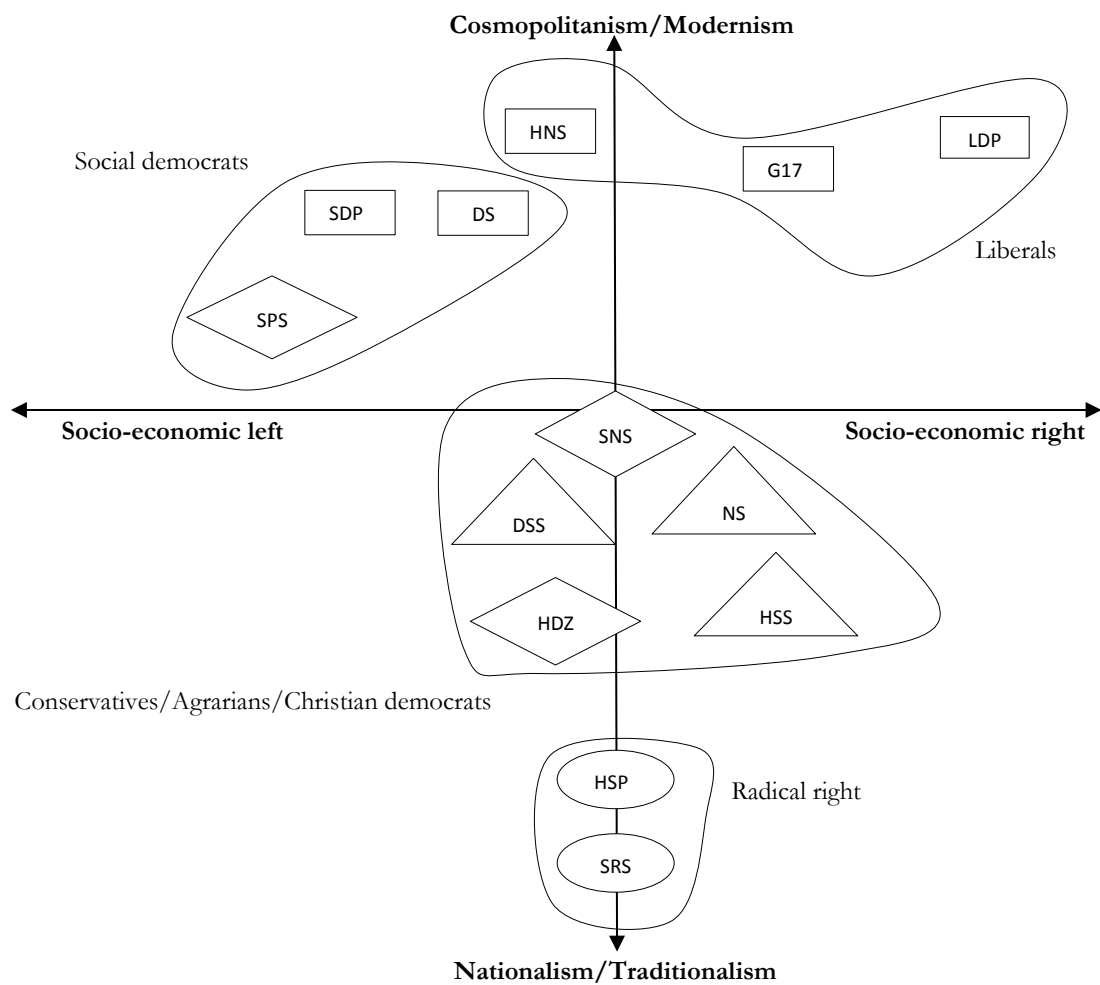 Cosmopolitanism/Modernism
HNS
LDP
Social democrats
G17
SDP
DS
Liberals
SPS
Socio-economic left
SNS
Socio-economic right
NS
DSS
HDZ
HSS
Conservatives/Agrarians/Christian democrats
HSP
Radical right
SRS
Nationalism/Traditionalism